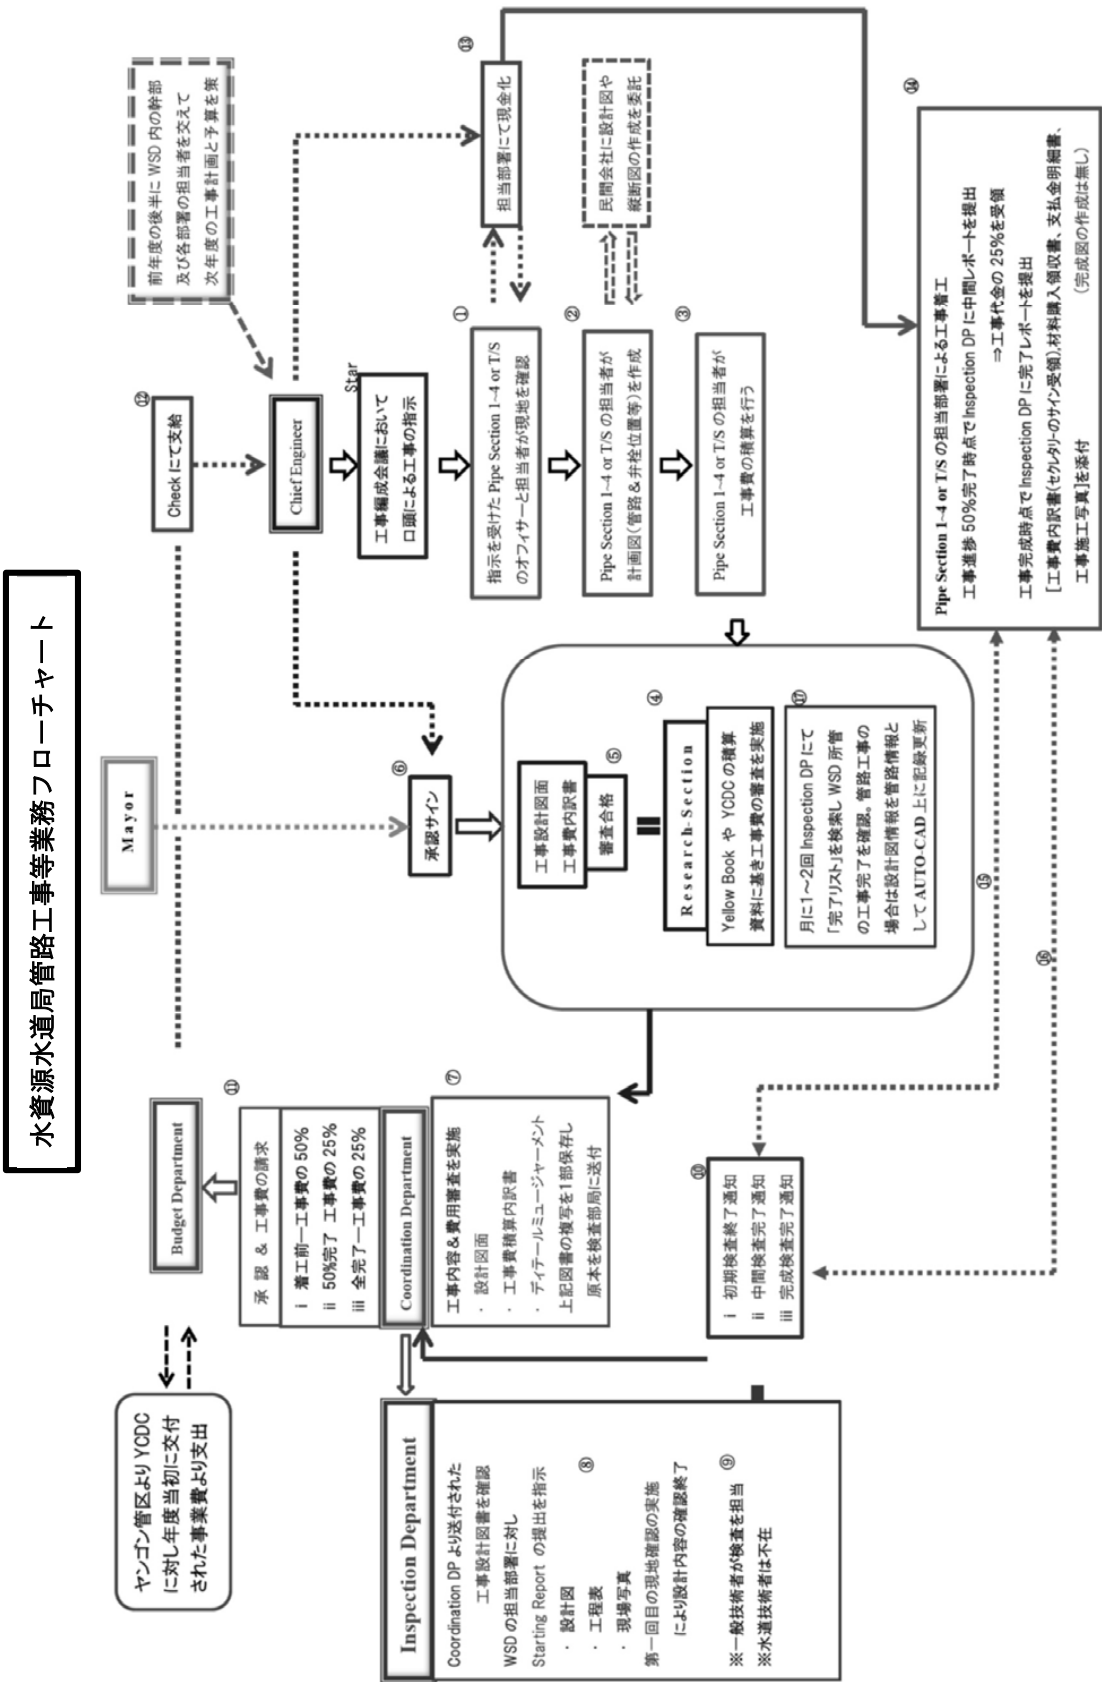 水資源水道局管路工事等業務フローチャート
Mayor
ヤンゴン管区より YCDC
に対し年度当初に交付
された事業費より支出
Budget Department
⑪
承 認 ＆ 工事費の請求
ⅰ 着工前―工事費の 50%
ⅱ 50%完了 工事費の 25%
ⅲ 全完了―工事費の 25%
Coordination Department
⑦
工事内容＆費用審査を実施
・ 設計図面
・ 工事費積算内訳書
・ ディテールミュージャーメント
上記図書の複写を1部保存し
原本を検査部局に送付
⑫
Check にて支給
前年度の後半に WSD 内の幹部
及び各部署の担当者を交えて
次年度の工事計画と予算を策
Chief Engineer
Star
工事編成会議において
口頭による工事の指示
①
指示を受けた Pipe Section 1~4 or T/S
のオフィサーと担当者が現地を確認
②
Pipe Section 1~4 or T/S の担当者が
計画図(管路＆弁栓位置等)を作成
③
Pipe Section 1~4 or T/S の担当者が
工事費の積算を行う
⑬
担当部署にて現金化
民間会社に設計図や
縦断図の作成を委託
⑥
承認サイン
工事設計図面
工事費内訳書
⑤
審査合格
④
Research-Section
Yellow Book や YCDC の積算
資料に基き工事費の審査を実施
⑰
月に1～2回 Inspection DP にて
「完了リスト」を検索し WSD 所管
の工事完了を確認。管路工事の
場合は設計図情報を管路情報と
して AUTO-CAD 上に記録更新
Inspection Department
Coordination DP より送付された
工事設計図書を確認
WSD の担当部署に対し
Starting Report の提出を指示
・ 設計図
⑧
・ 工程表
・ 現場写真
第一回目の現地確認の実施
により設計内容の確認終了
⑨
※一般技術者が検査を担当
※水道技術者は不在
⑩
ⅰ 初期検査終了通知
ⅱ 中間検査完了通知
ⅲ 完成検査完了通知
⑮
⑯
⑭
Pipe Section 1~4 or T/S の担当部署による工事着工
工事進捗 50%完了時点で Inspection DP に中間レポートを提出
⇒工事代金の 25%を受領
工事完成時点で Inspection DP に完了レポートを提出
[工事費内訳書(セクレタリーのサイン受領),材料購入領収書、支払金明細書、
工事施工写真]を添付 (完成図の作成は無し)